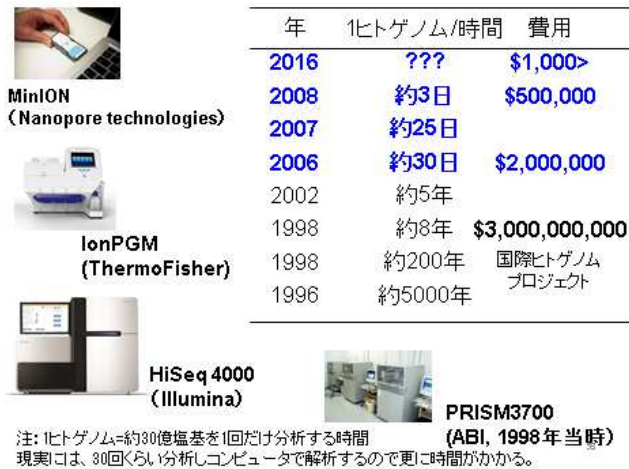 年 1ヒトゲノム/時間 費用
2016 ??? $1,000>
2008 約3日 $500,000
2007 約25日
2006 約30日 $2,000,000
2002 約5年
1998 約8年 $3,000,000,000
1998 約200年 国際ヒトゲノム
プロジェクト
1996 約5000年
MinION
(Nanopore technologies)
IonPGM
(ThermoFisher)
HiSeq 4000
(Illumina)
PRISM3700
(ABI, 1998年当時)
注: 1ヒトゲノム=約30億塩基を1回だけ分析する時間
現実には、30回くらい分析しコンピュータで解析するので更に時間がかかる。